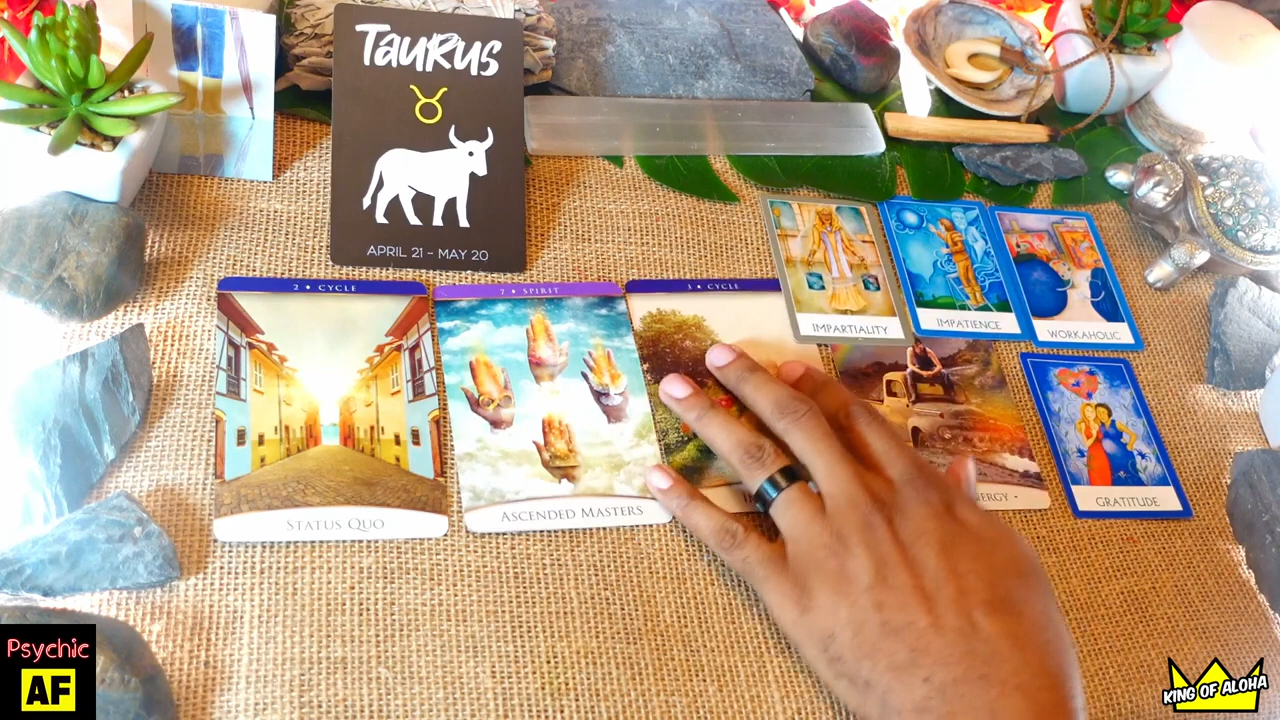 Taurus
APRIL 21 - MAY 20
2 • CYCLE
7 • SPIRIT
3 • CYCLE
IMPARTIALITY
IMPATIENCE
WORKAHOLIC
STATUS QUO
ASCENDED MASTERS
GRATITUDE
Psychic
AF
KING OF ALOHA